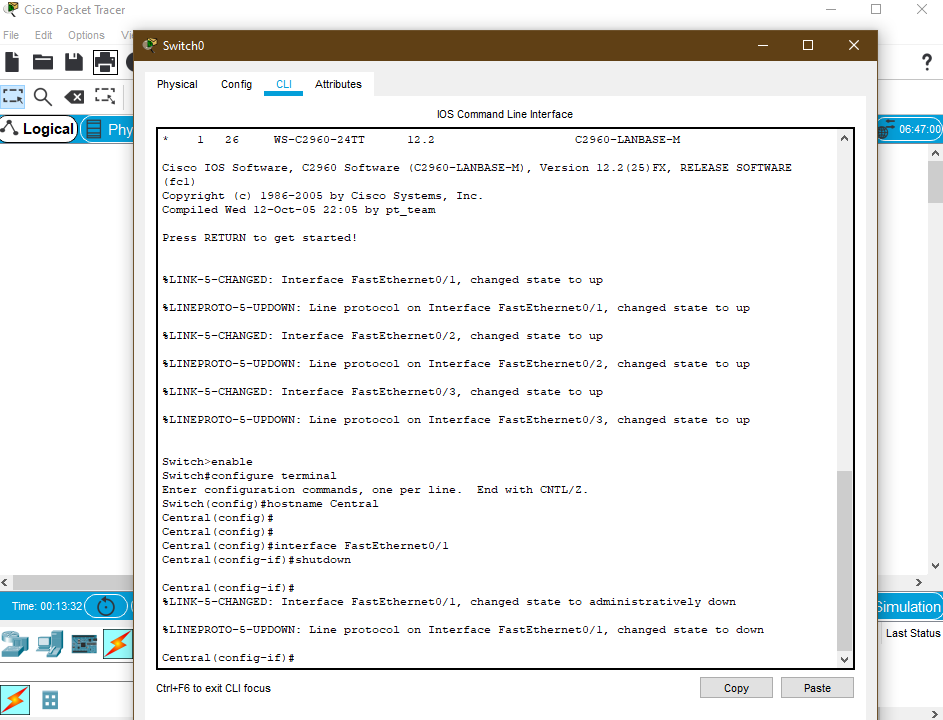 Cisco Packet Tracer
File Edit Options
Switch0
Physical Config CLI Attributes
IOS Command Line Interface
Logical
06:47:00
* 1 26 WS-C2960-24TT 12.2 C2960-LANBASE-M
Cisco IOS Software, C2960 Software (C2960-LANBASE-M), Version 12.2(25)FX, RELEASE SOFTWARE
(fc1)
Copyright (c) 1986-2005 by Cisco Systems, Inc.
Compiled Wed 12-Oct-05 22:05 by pt_team
Press RETURN to get started!
%LINK-5-CHANGED: Interface FastEthernet0/1, changed state to up
%LINEPROTO-5-UPDOWN: Line protocol on Interface FastEthernet0/1, changed state to up
%LINK-5-CHANGED: Interface FastEthernet0/2, changed state to up
%LINEPROTO-5-UPDOWN: Line protocol on Interface FastEthernet0/2, changed state to up
%LINK-5-CHANGED: Interface FastEthernet0/3, changed state to up
%LINEPROTO-5-UPDOWN: Line protocol on Interface FastEthernet0/3, changed state to up
Switch>enable
Switch#configure terminal
Enter configuration commands, one per line. End with CNTL/Z.
Switch(config)#hostname Central
Central(config)#
Central(config)#
Central(config)#interface FastEthernet0/1
Central(config-if)#shutdown
Central(config-if)#
%LINK-5-CHANGED: Interface FastEthernet0/1, changed state to administratively down
%LINEPROTO-5-UPDOWN: Line protocol on Interface FastEthernet0/1, changed state to down
Central(config-if)#
Ctrl+F6 to exit CLI focus
Copy Paste
Time: 00:13:32
Simulation
Last Status